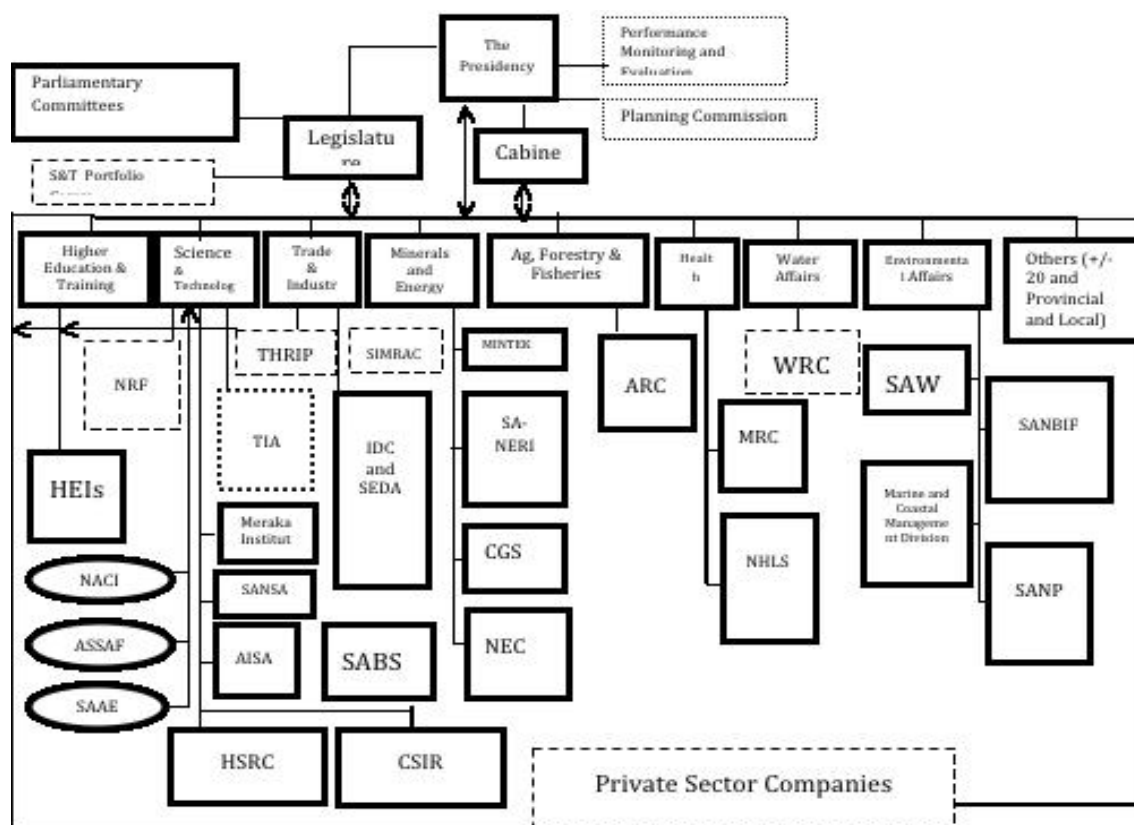 The
Presidency
Performance
Monitoring and
Evaluation
Parliamentary
Committees
Planning Commission
Legislatu
re
Cabine
S&T Portfolio
Higher
Education &
Training
Science
&
Technolog
Trade
&
Industr
Minerals
and
Energy
Ag, Forestry &
Fisheries
Healt
h
Water
Affairs
Environmenta
l Affairs
Others (+/-
20 and
Provincial
and Local)
NRF
THRIP
SIMRAC
MINTEK
ARC
WRC
SAW
SANBIF
TIA
IDC
and
SEDA
SA-
NERI
MRC
HEIs
Meraka
Institut
CGS
NHLS
Marine and
Coastal
Manageme
nt Division
NACI
SANSA
SANP
ASSAF
AISA
SABS
NEC
SAAE
HSRC
CSIR
Private Sector Companies